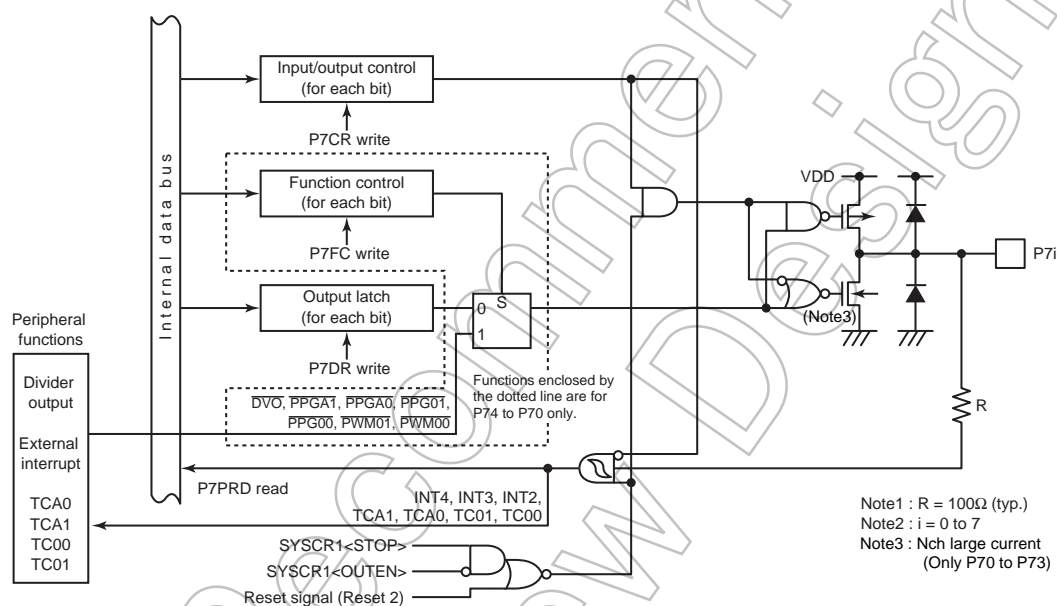 Input/output control
(for each bit)
P7CR write
Internal data bus
Function control
(for each bit)
P7FC write
VDD
P7i
S
0
1
Output latch
(for each bit)
P7DR write
(Note3)
Peripheral
functions
Divider
output
External
interrupt
TCA0
TCA1
TC00
TC01
Functions enclosed by
the dotted line are for
P74 to P70 only.
DVO, PPGA1, PPGA0, PPG01,
PPG00, PWM01, PWM00
R
P7PRD read
INT4, INT3, INT2,
TCA1, TCA0, TC01, TC00
SYSCR1<STOP>
SYSCR1<OUTEN>
Reset signal (Reset 2)
Note1 : R = 100Ω (typ.)
Note2 : i = 0 to 7
Note3 : Nch large current
(Only P70 to P73)